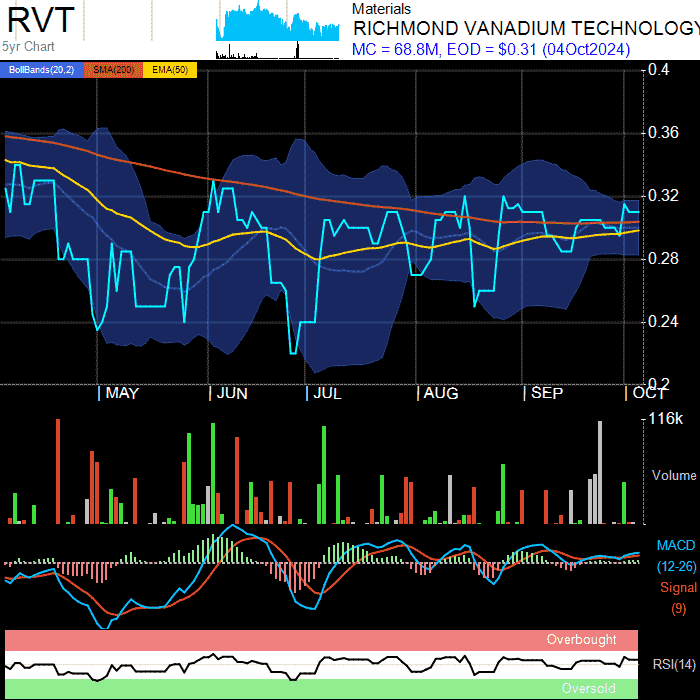 RVT
5yr Chart
Materials
RICHMOND VANADIUM TECHNOLOGY
MC = 68.8M, EOD = $0.31 (04Oct2024)
BollBands(20,2) SMA(200) EMA(50)
0.4
0.36
0.32
0.28
0.24
0.2
MAY JUN JUL AUG SEP OCT
116k
Volume
MACD
(12-26)
Signal
(9)
Overbought
RSI(14)
Oversold